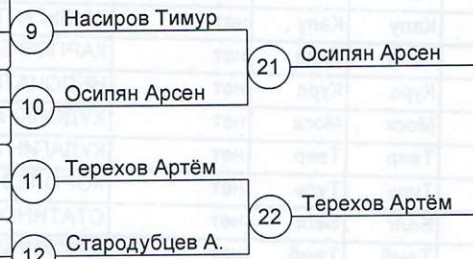 9 Насиров Тимур
21 Осипян Арсен
10 Осипян Арсен
11 Терехов Артём
22 Терехов Артём
12 Стародубцев А.